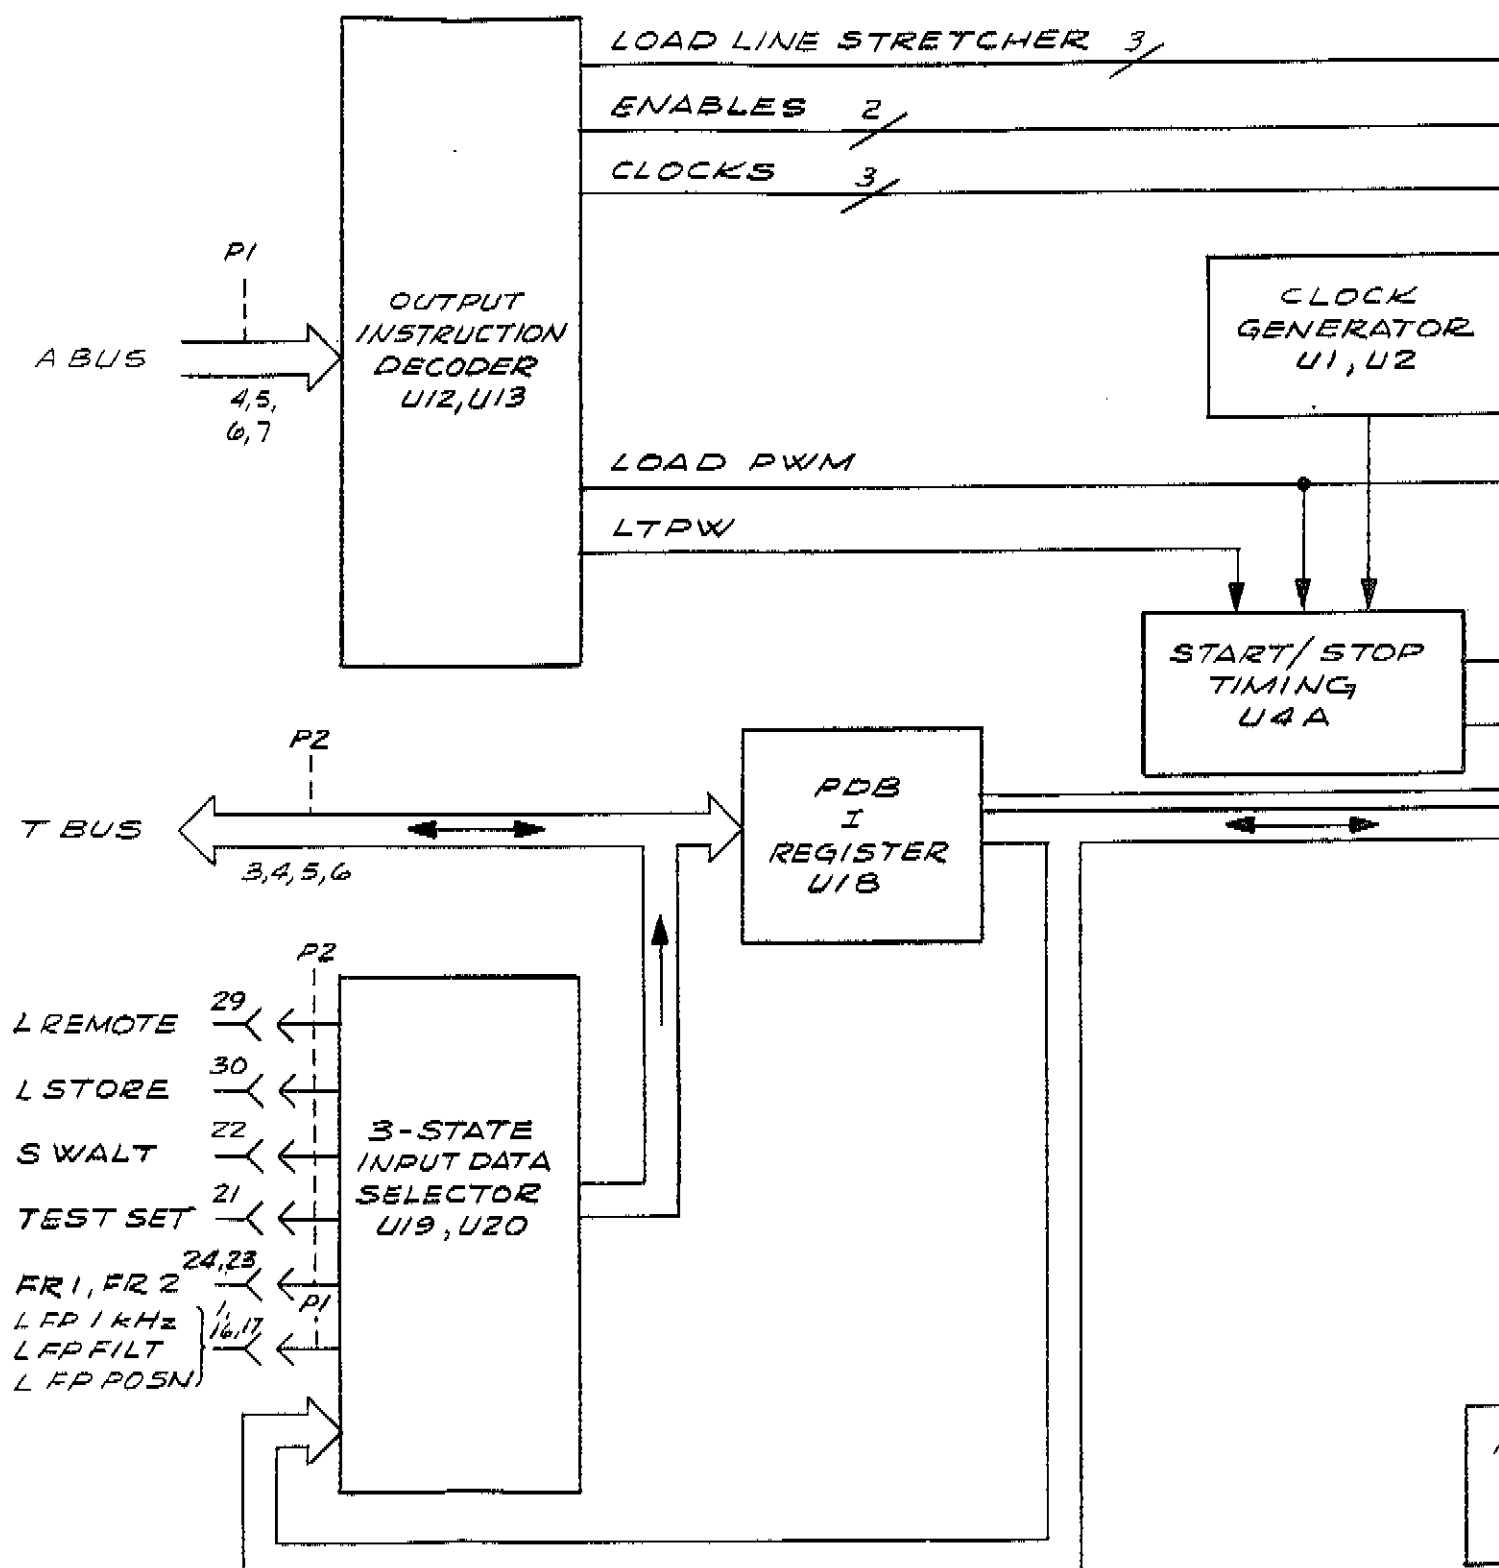 LOAD LINE STRETCHER 3
ENABLES 2
CLOCKS 3
P1
A BUS
4,5,
6,7
OUTPUT
INSTRUCTION
DECODER
U12, U13
CLOCK
GENERATOR
U1, U2
LOAD PWM
LTPW
START/STOP
TIMING
U4A
P2
T BUS
3,4,5,6
PDB
I
REGISTER
U18
P2
L REMOTE 29
L STORE 30
SWALT 22
TEST SET 21
FR1, FR2 24,23
P1
L FP 1 kHz
L FP FILT
L FP POSN
1,
16,17
3-STATE
INPUT DATA
SELECTOR
U19, U20